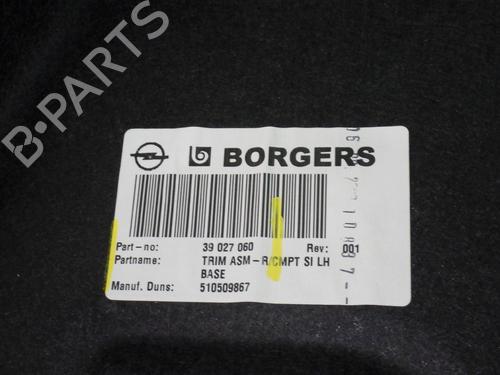 B-PARTS
BORGERS
Part-no: 39 027 060 Rev: 001
Partname: TRIM ASM-R/CMPT SI LH
BASE
Manuf. Duns: 510509867